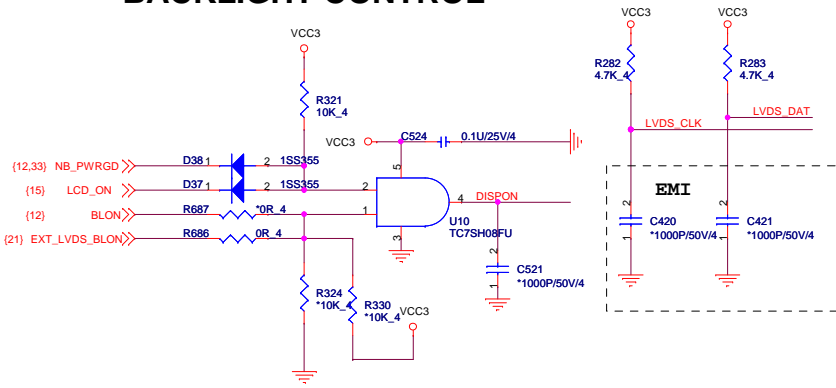 BACKLIGHT CONTROL
VCC3
VCC3
VCC3
R321
10K_4
R282
4.7K_4
R283
4.7K_4
LVDS_DAT
LVDS_CLK
VCC3
C524
0.1U/25V/4
{12,33} NB_PWRGD
D38 1
2 1SS355
5
{15} LCD_ON
D37 1
2 1SS355
2
{12} BLON
R687
*0R_4
1
4 DISPON
{21} EXT_LVDS_BLON
R686
0R_4
3
U10
TC7SH08FU
EMI
2
C420
1
*1000P/50V/4
2
C421
1
*1000P/50V/4
2
C521
1
*1000P/50V/4
R324
*10K_4
R330
*10K_4
VCC3